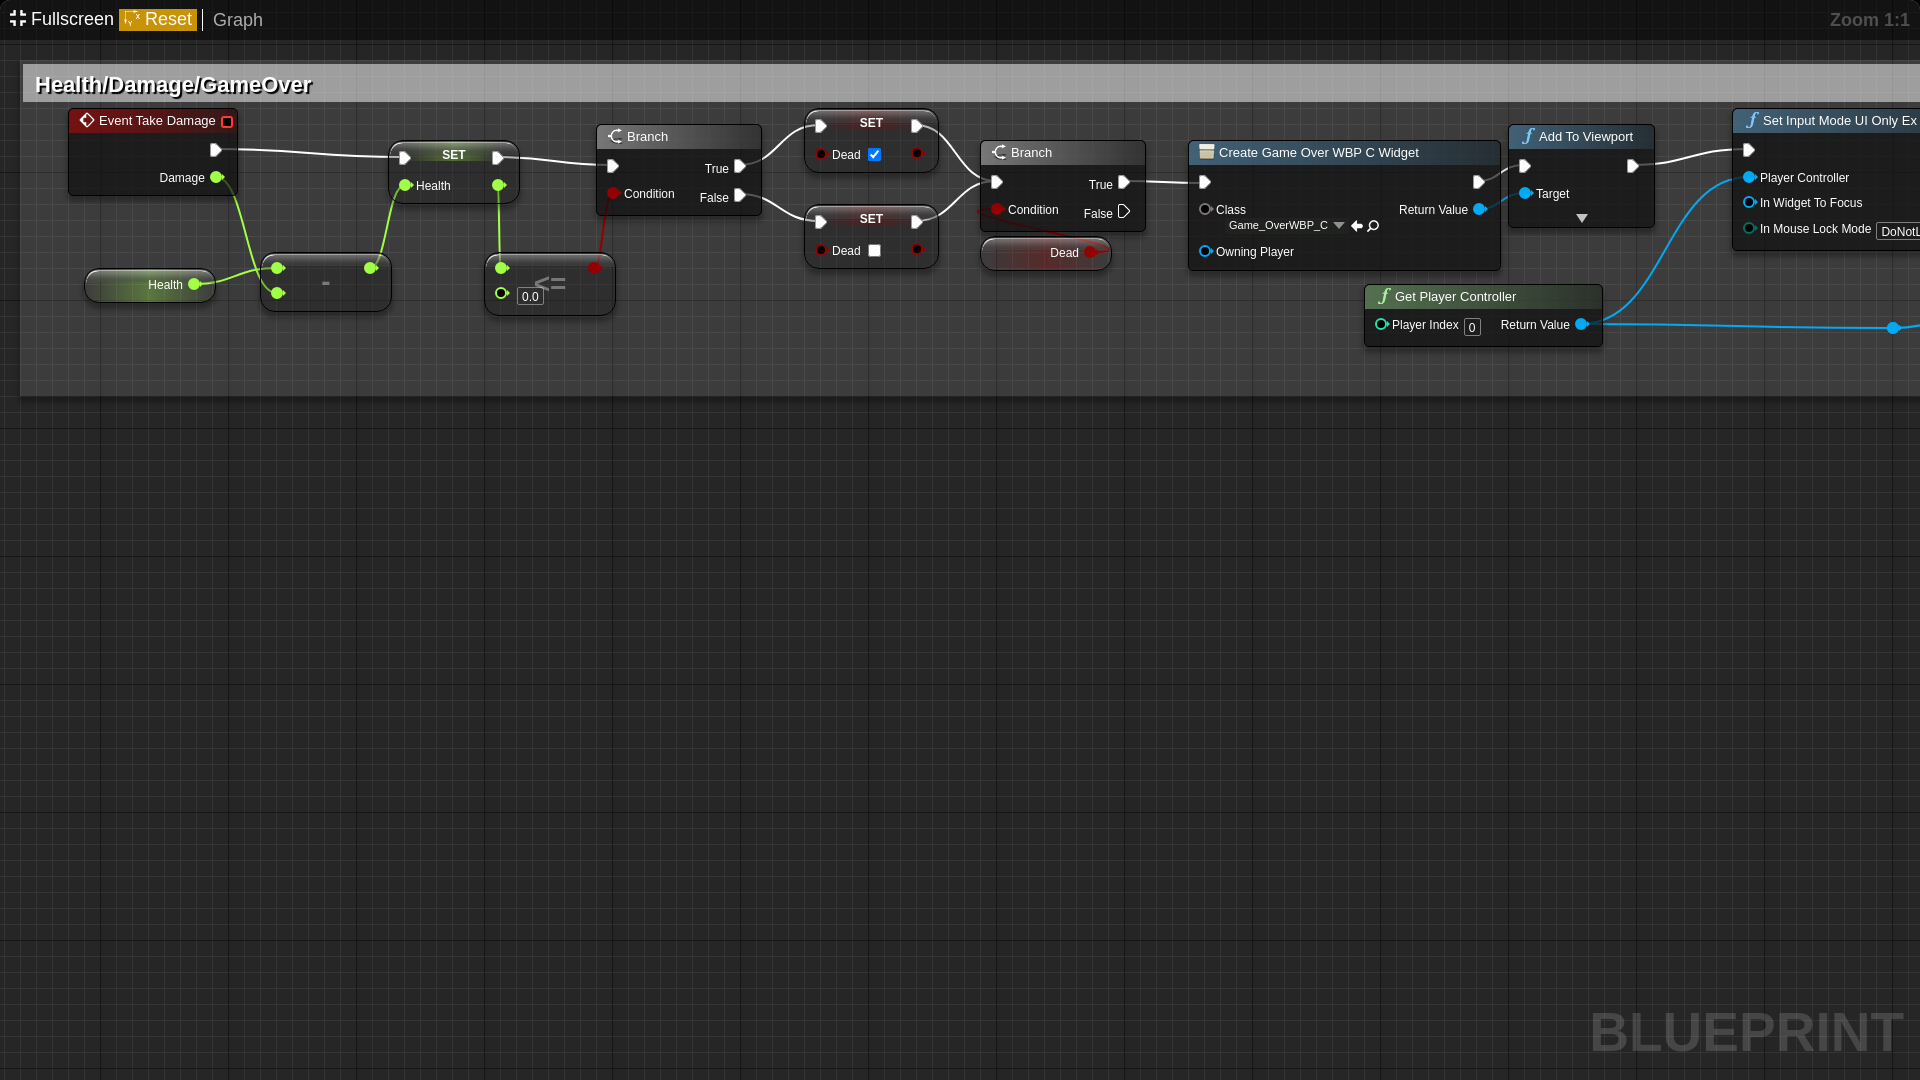 Fullscreen Reset Graph
Zoom 1:1
Health/Damage/GameOver
Event Take Damage
Damage
Health
-
SET
Health
<=
0.0
Branch
True
Condition
False
SET
Dead
SET
Dead
Branch
True
Condition
False
Dead
Create Game Over WBP C Widget
Class
Game_OverWBP_C
Return Value
Owning Player
Add To Viewport
Target
Get Player Controller
Player Index 0 Return Value
Set Input Mode UI Only Ex
Player Controller
In Widget To Focus
In Mouse Lock Mode DoNotL
BLUEPRINT